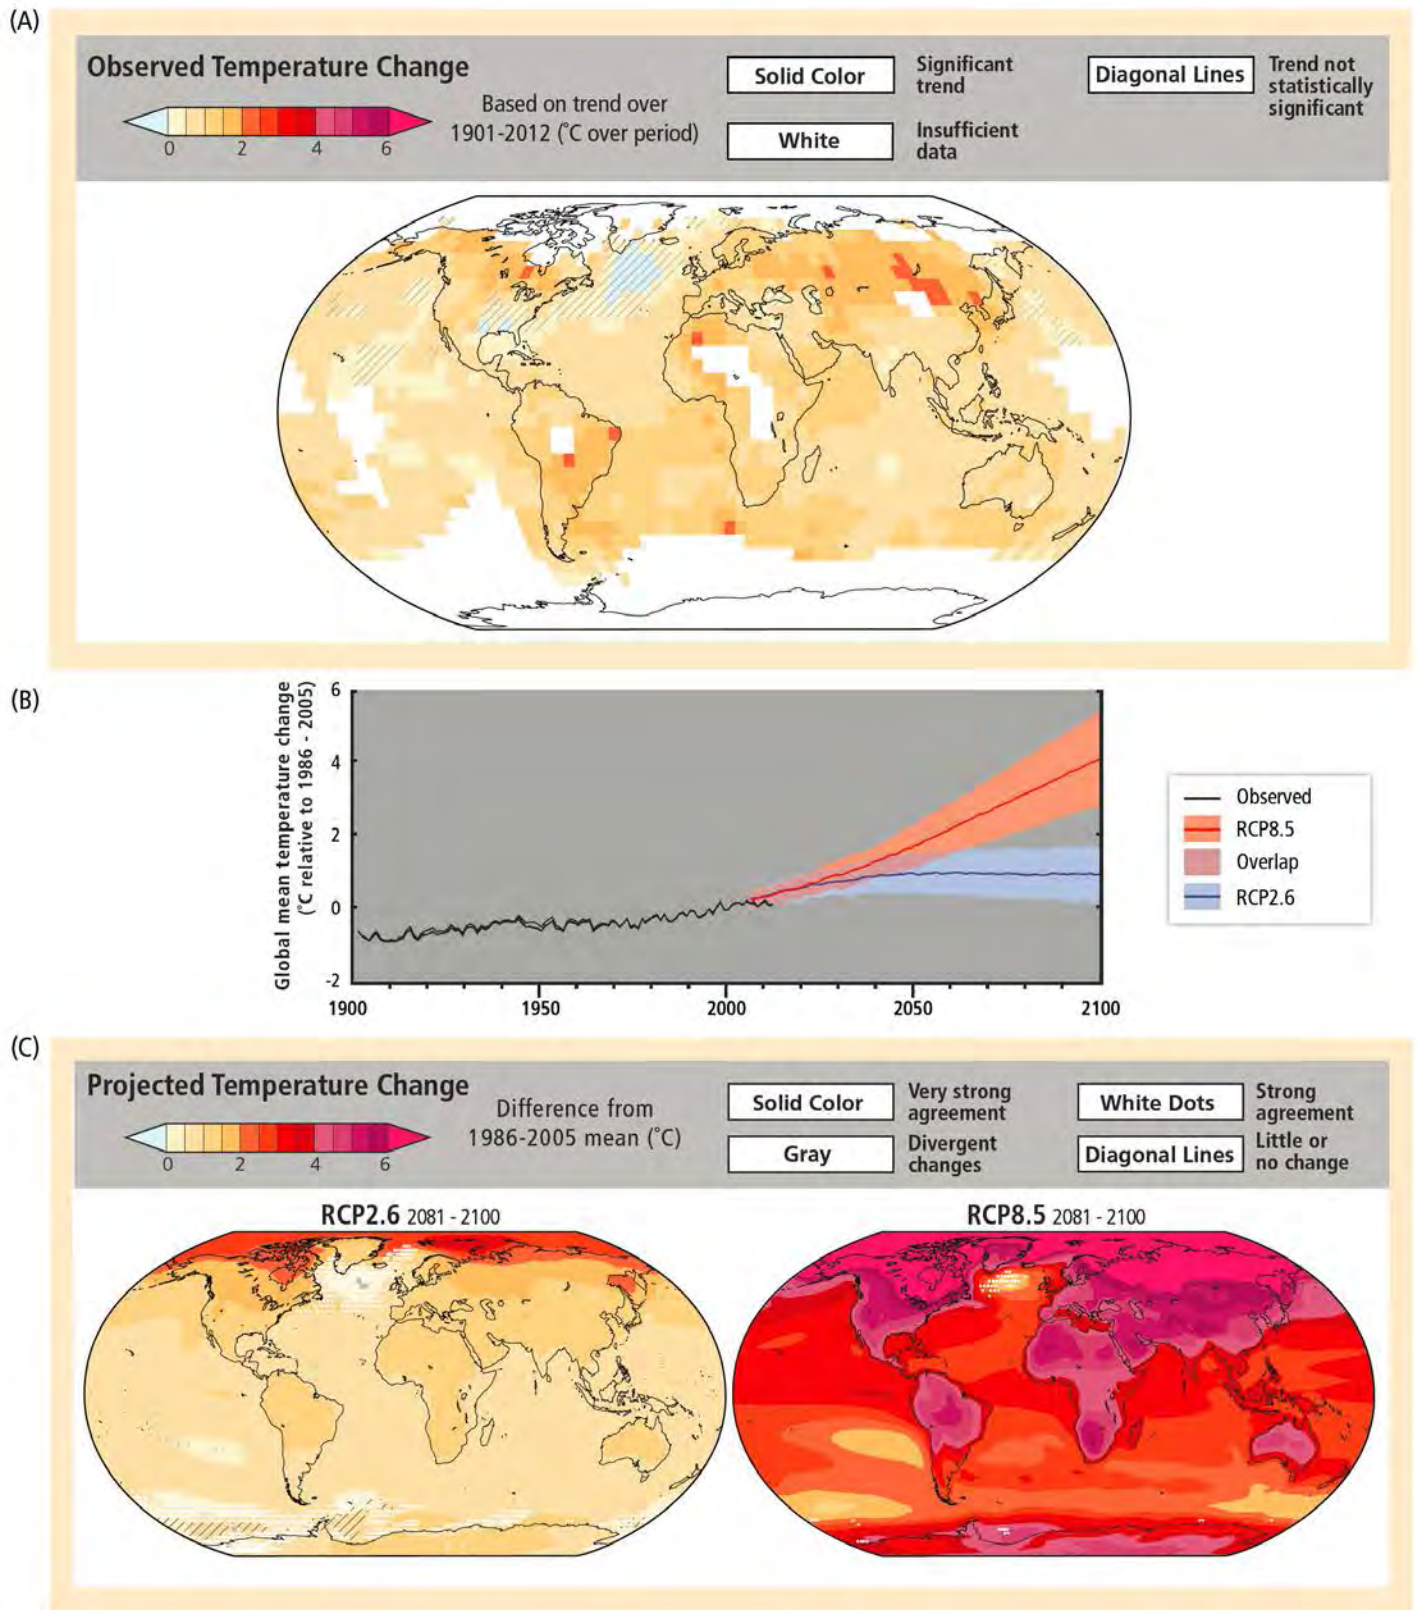 (A)
Observed Temperature Change
0 2 4 6
Based on trend over
1901-2012 (˚C over period)
Solid Color
Significant
trend
White
Insufficient
data
Diagonal Lines
Trend not
statistically
significant
(B)
Global mean temperature change
(˚C relative to 1986 - 2005)
6
4
2
0
-2
1900 1950 2000 2050 2100
Observed
RCP8.5
Overlap
RCP2.6
(C)
Projected Temperature Change
0 2 4 6
Difference from
1986-2005 mean (˚C)
Solid Color
Very strong
agreement
Gray
Divergent
changes
White Dots
Strong
agreement
Diagonal Lines
Little or
no change
RCP2.6 2081 - 2100
RCP8.5 2081 - 2100